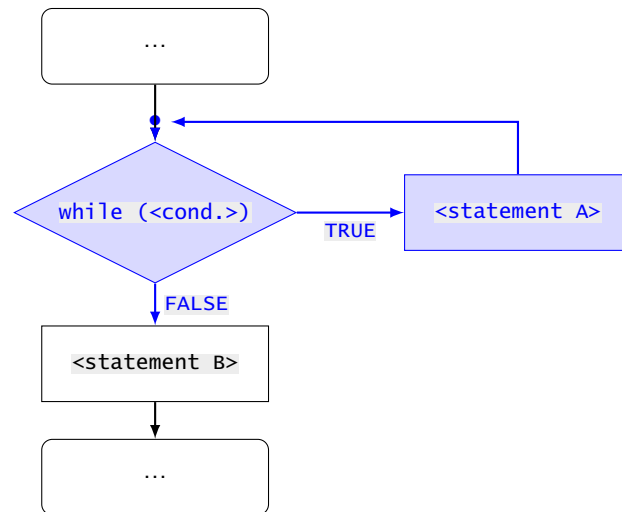 ...
while (<cond.>)
<statement A>
TRUE
FALSE
<statement B>
...